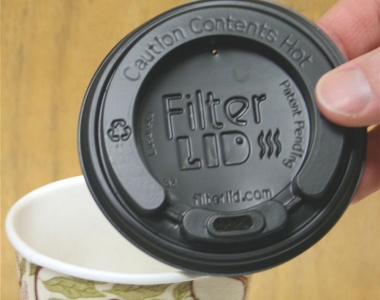 Caution Contents Hot
Filter
LID
Patent Pending
filterlid.com